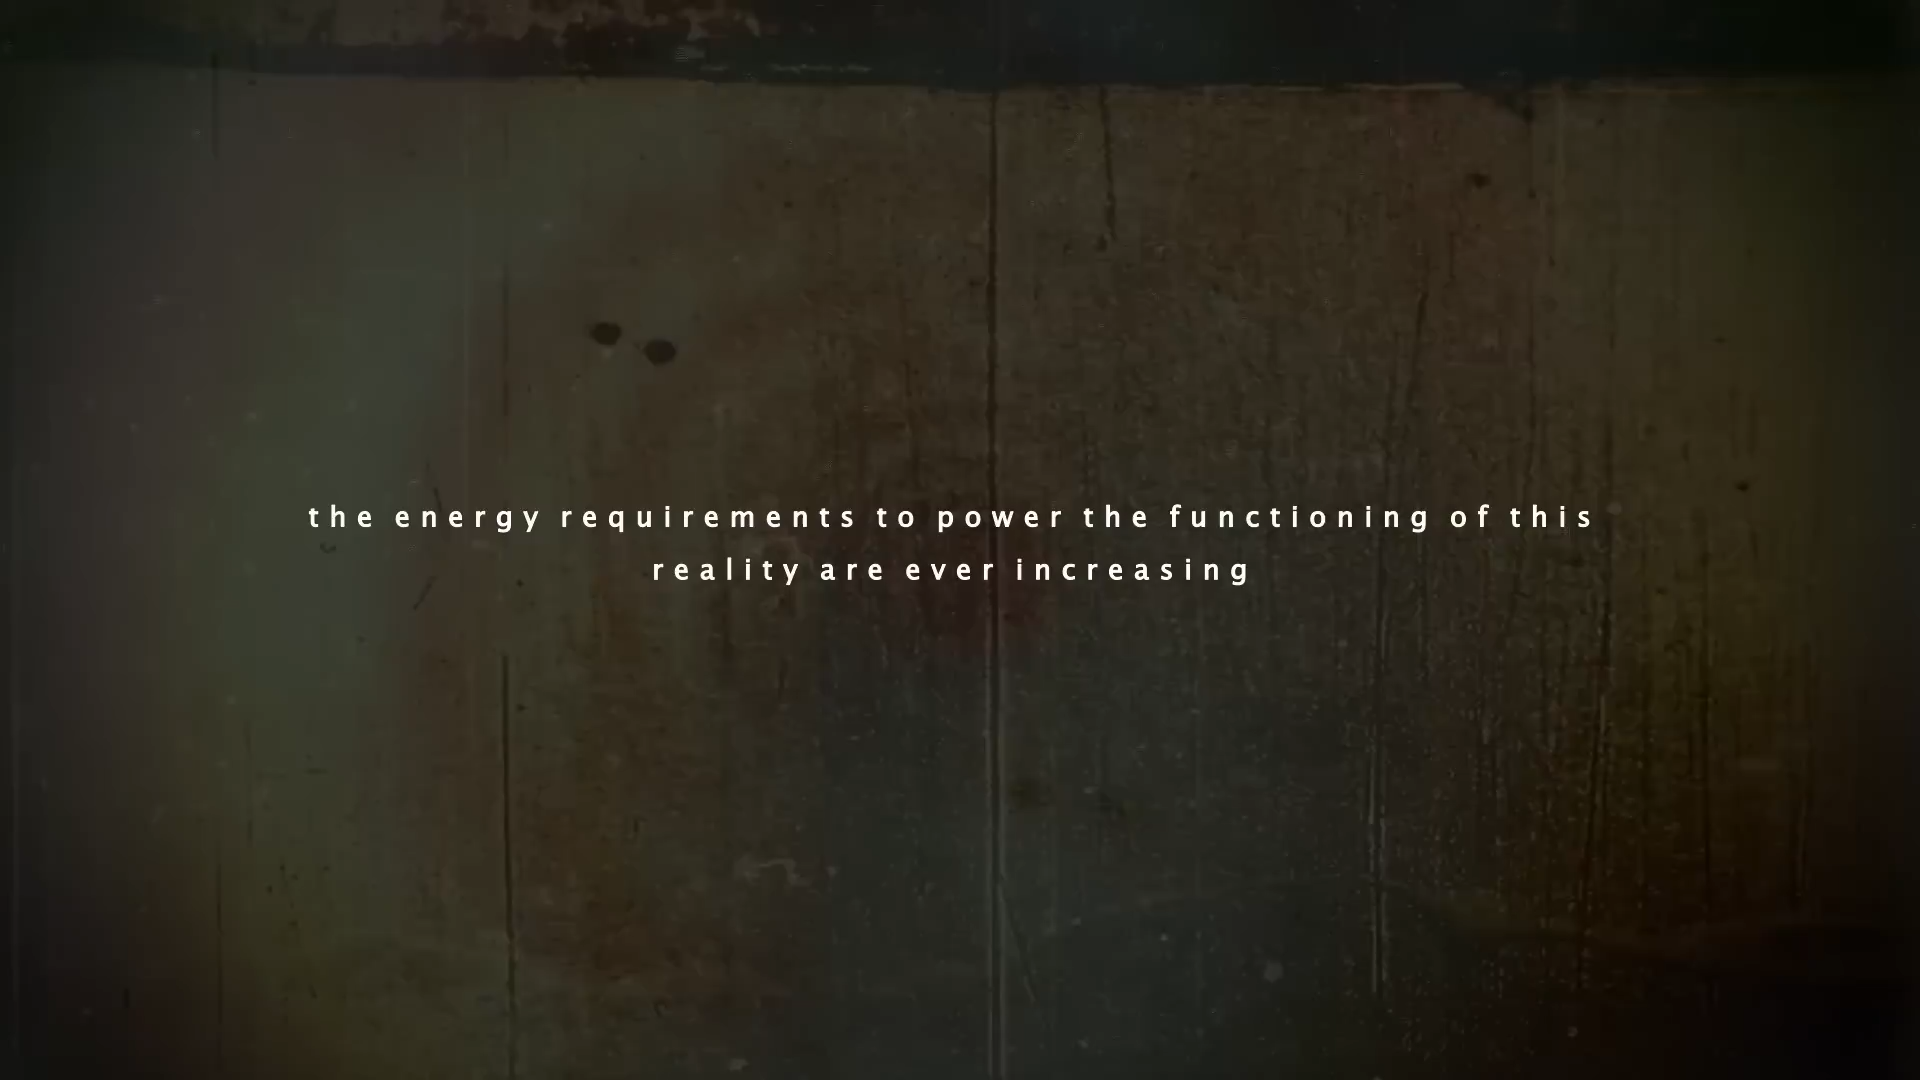 the energy requirements to power the functioning of this
reality are ever increasing